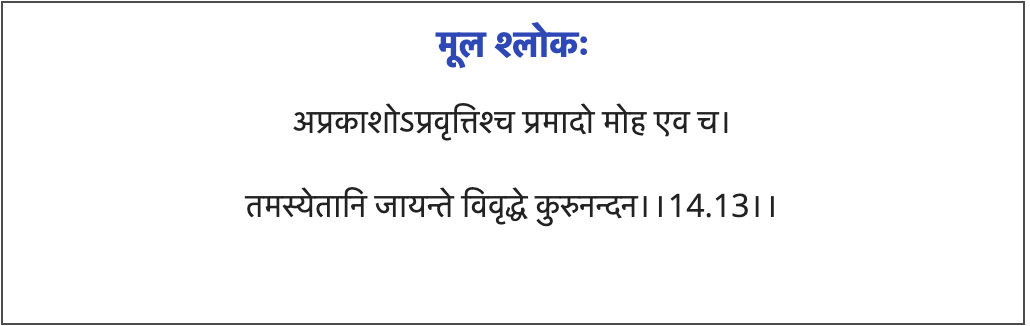 मूल श्लोकः
अप्रकाशोऽप्रवृत्तिश्च प्रमादो मोह एव च।
तमस्येतानि जायन्ते विवृद्धे कुरुनन्दन।।14.13।।